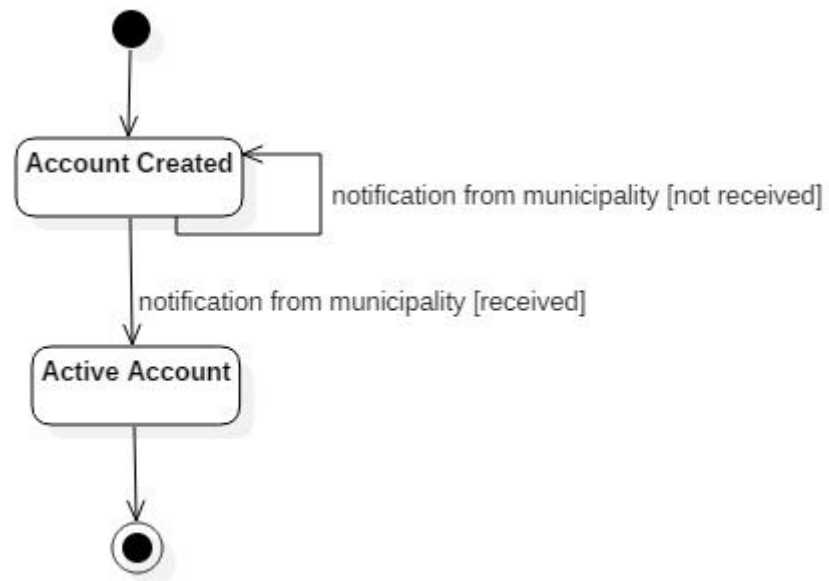 Account Created
notification from municipality [not received]
notification from municipality [received]
Active Account